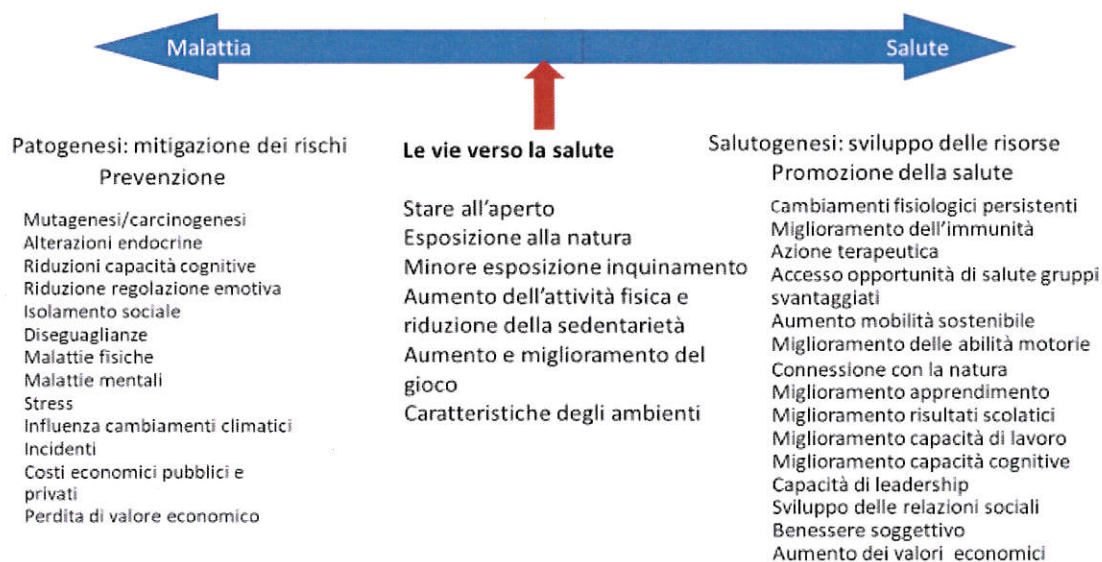 Malattia
Salute
Patogenesi: mitigazione dei rischi
Prevenzione
Mutagenesi/carcinogenesi
Alterazioni endocrine
Riduzioni capacità cognitive
Riduzione regolazione emotiva
Isolamento sociale
Diseguaglianze
Malattie fisiche
Malattie mentali
Stress
Influenza cambiamenti climatici
Incidenti
Costi economici pubblici e
privati
Perdita di valore economico
Le vie verso la salute
Stare all'aperto
Esposizione alla natura
Minore esposizione inquinamento
Aumento dell'attività fisica e
riduzione della sedentarietà
Aumento e miglioramento del
gioco
Caratteristiche degli ambienti
Salutogenesi: sviluppo delle risorse
Promozione della salute
Cambiamenti fisiologici persistenti
Miglioramento dell'immunità
Azione terapeutica
Accesso opportunità di salute gruppi
svantaggiati
Aumento mobilità sostenibile
Miglioramento delle abilità motorie
Connessione con la natura
Miglioramento apprendimento
Miglioramento risultati scolatici
Miglioramento capacità di lavoro
Miglioramento capacità cognitive
Capacità di leadership
Sviluppo delle relazioni sociali
Benessere soggettivo
Aumento dei valori economici